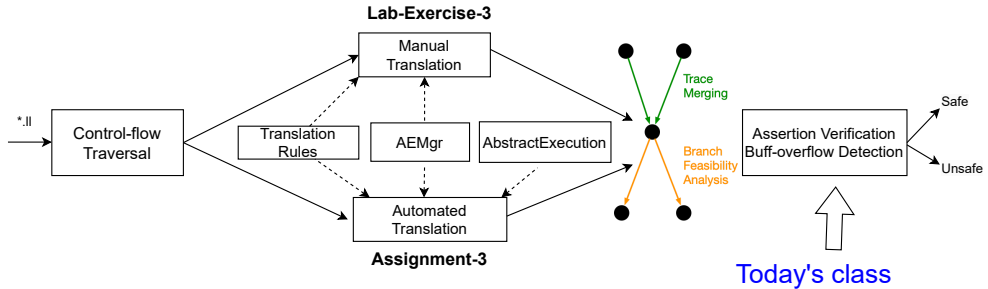 Lab-Exercise-3
Manual
Translation
*.ll
Control-flow
Traversal
Translation
Rules
AEMgr
AbstractExecution
Automated
Translation
Assignment-3
Trace
Merging
Branch
Feasibility
Analysis
Assertion Verification
Buff-overflow Detection
Safe
Unsafe
Today's class